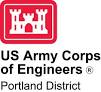 US Army Corps
of Engineers ®
Portland District